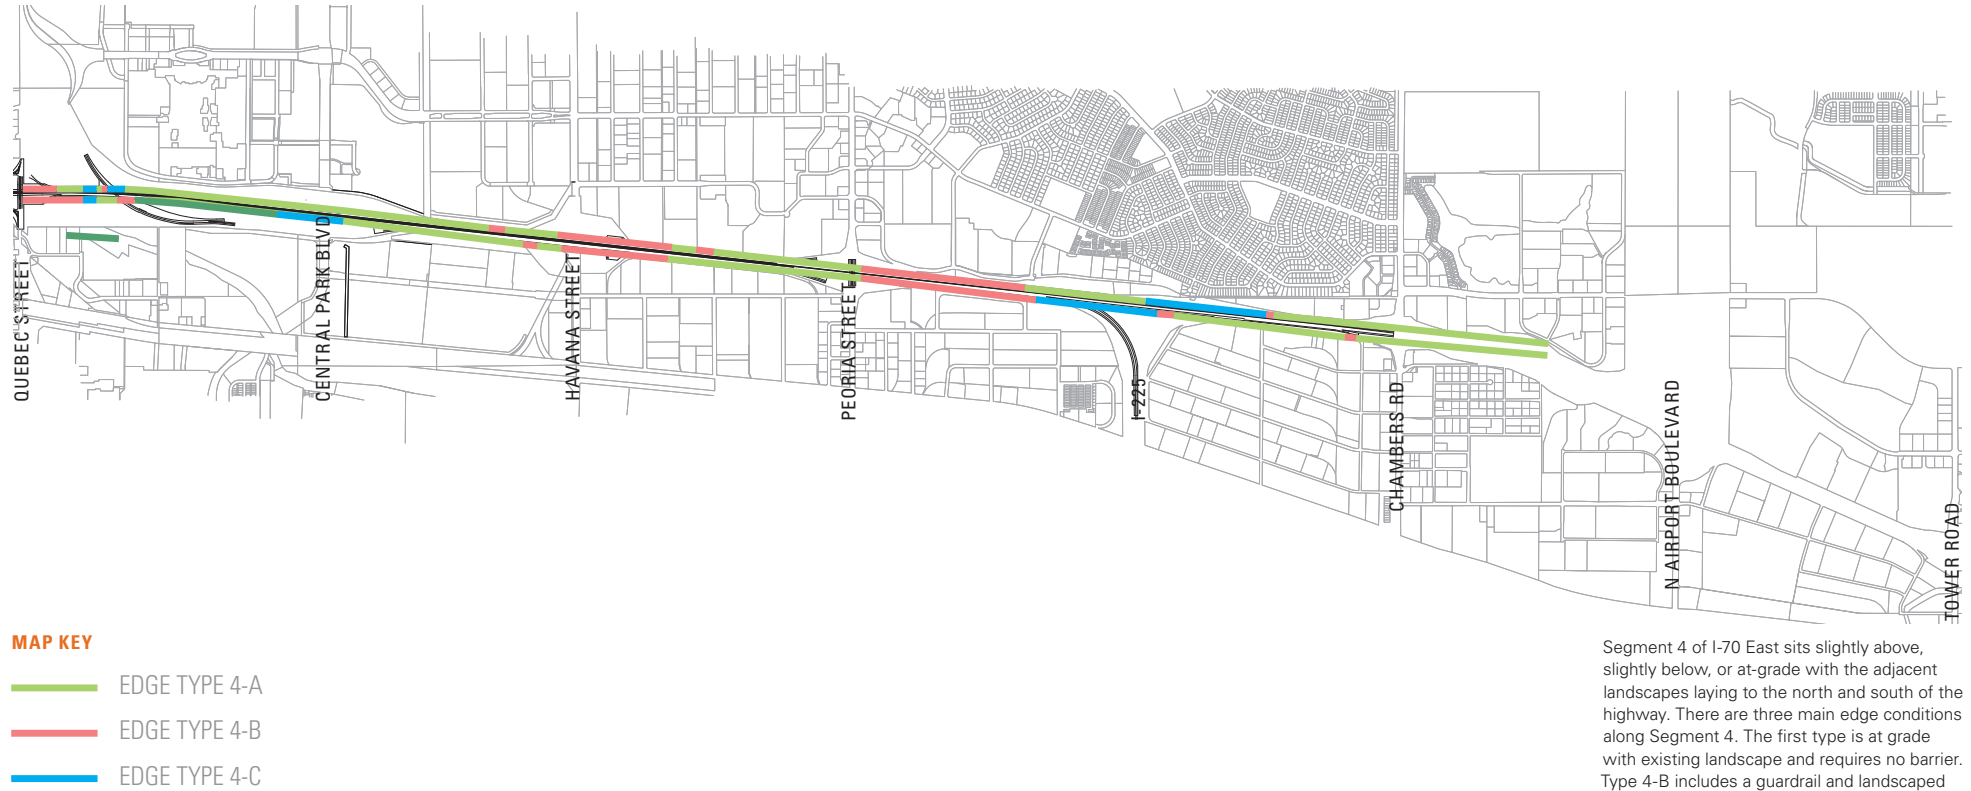 QUEBEC STREET
CENTRAL PARK BLVD
HAVANA STREET
PEORIA STREET
I-225
CHAMBERS RD
N AIRPORT BOULEVARD
TOWER ROAD
MAP KEY
EDGE TYPE 4-A
EDGE TYPE 4-B
EDGE TYPE 4-C
Segment 4 of I-70 East sits slightly above,
slightly below, or at-grade with the adjacent
landscapes laying to the north and south of the
highway. There are three main edge conditions
along Segment 4. The first type is at grade
with existing landscape and requires no barrier.
Type 4-B includes a guardrail and landscaped